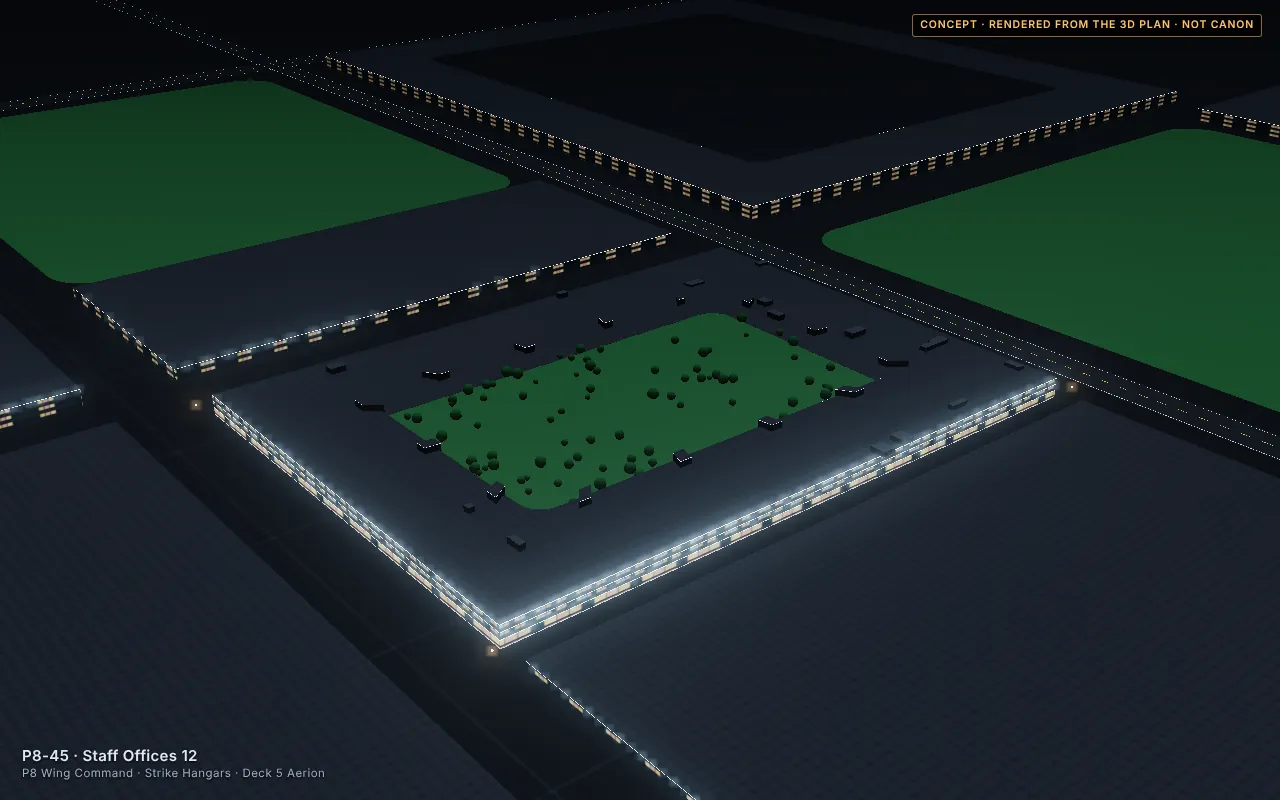 CONCEPT · RENDERED FROM THE 3D PLAN · NOT CANON
P8-45 · Staff Offices 12
P8 Wing Command · Strike Hangars · Deck 5 Aerion